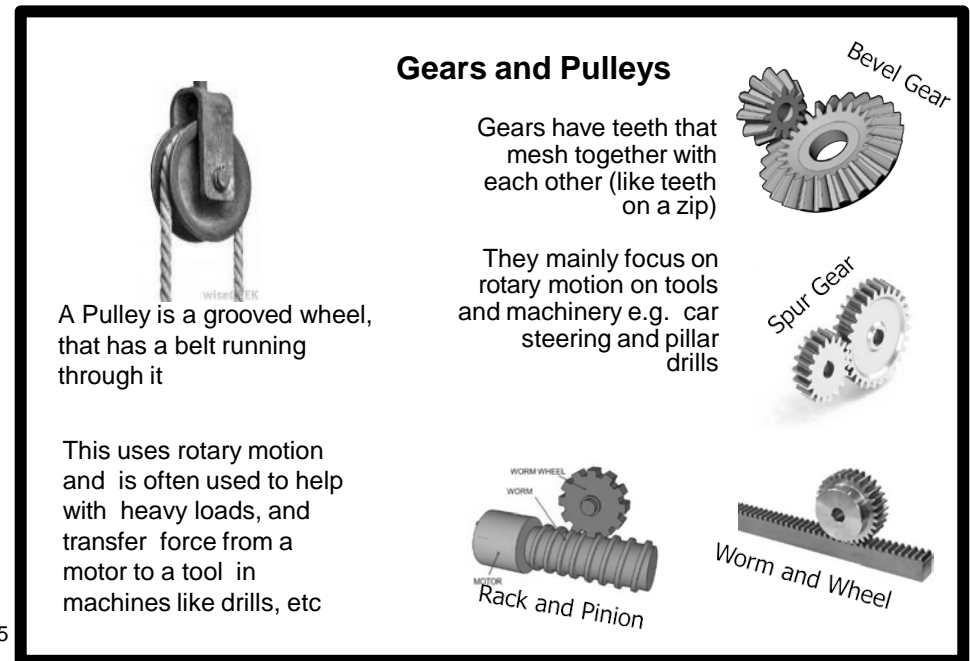 Gears and Pulleys
Bevel Gear
Gears have teeth that
mesh together with
each other (like teeth
on a zip)
They mainly focus on
rotary motion on tools
and machinery e.g. car
steering and pillar
drills
Spur Gear
A Pulley is a grooved wheel,
that has a belt running
through it
This uses rotary motion
and is often used to help
with heavy loads, and
transfer force from a
motor to a tool in
machines like drills, etc
WORM WHEEL
WORM
MOTOR
Rack and Pinion
Worm and Wheel
5